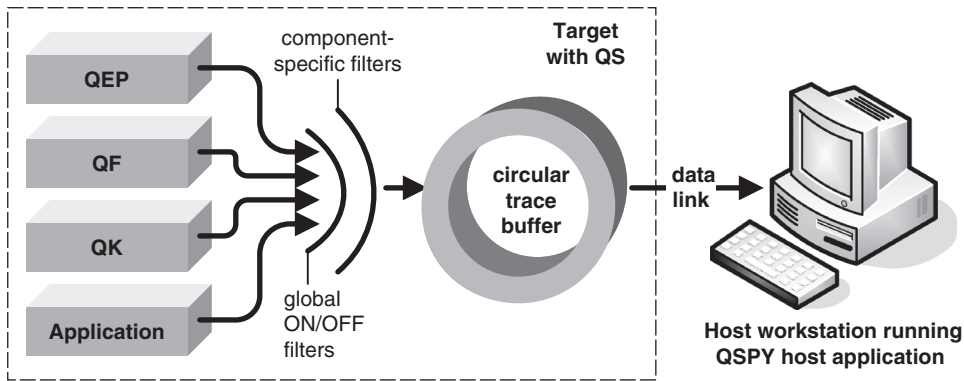 QEP
QF
QK
Application
component-
specific filters
global
ON/OFF
filters
Target
with QS
circular
trace
buffer
data
link
Host workstation running
QSPY host application